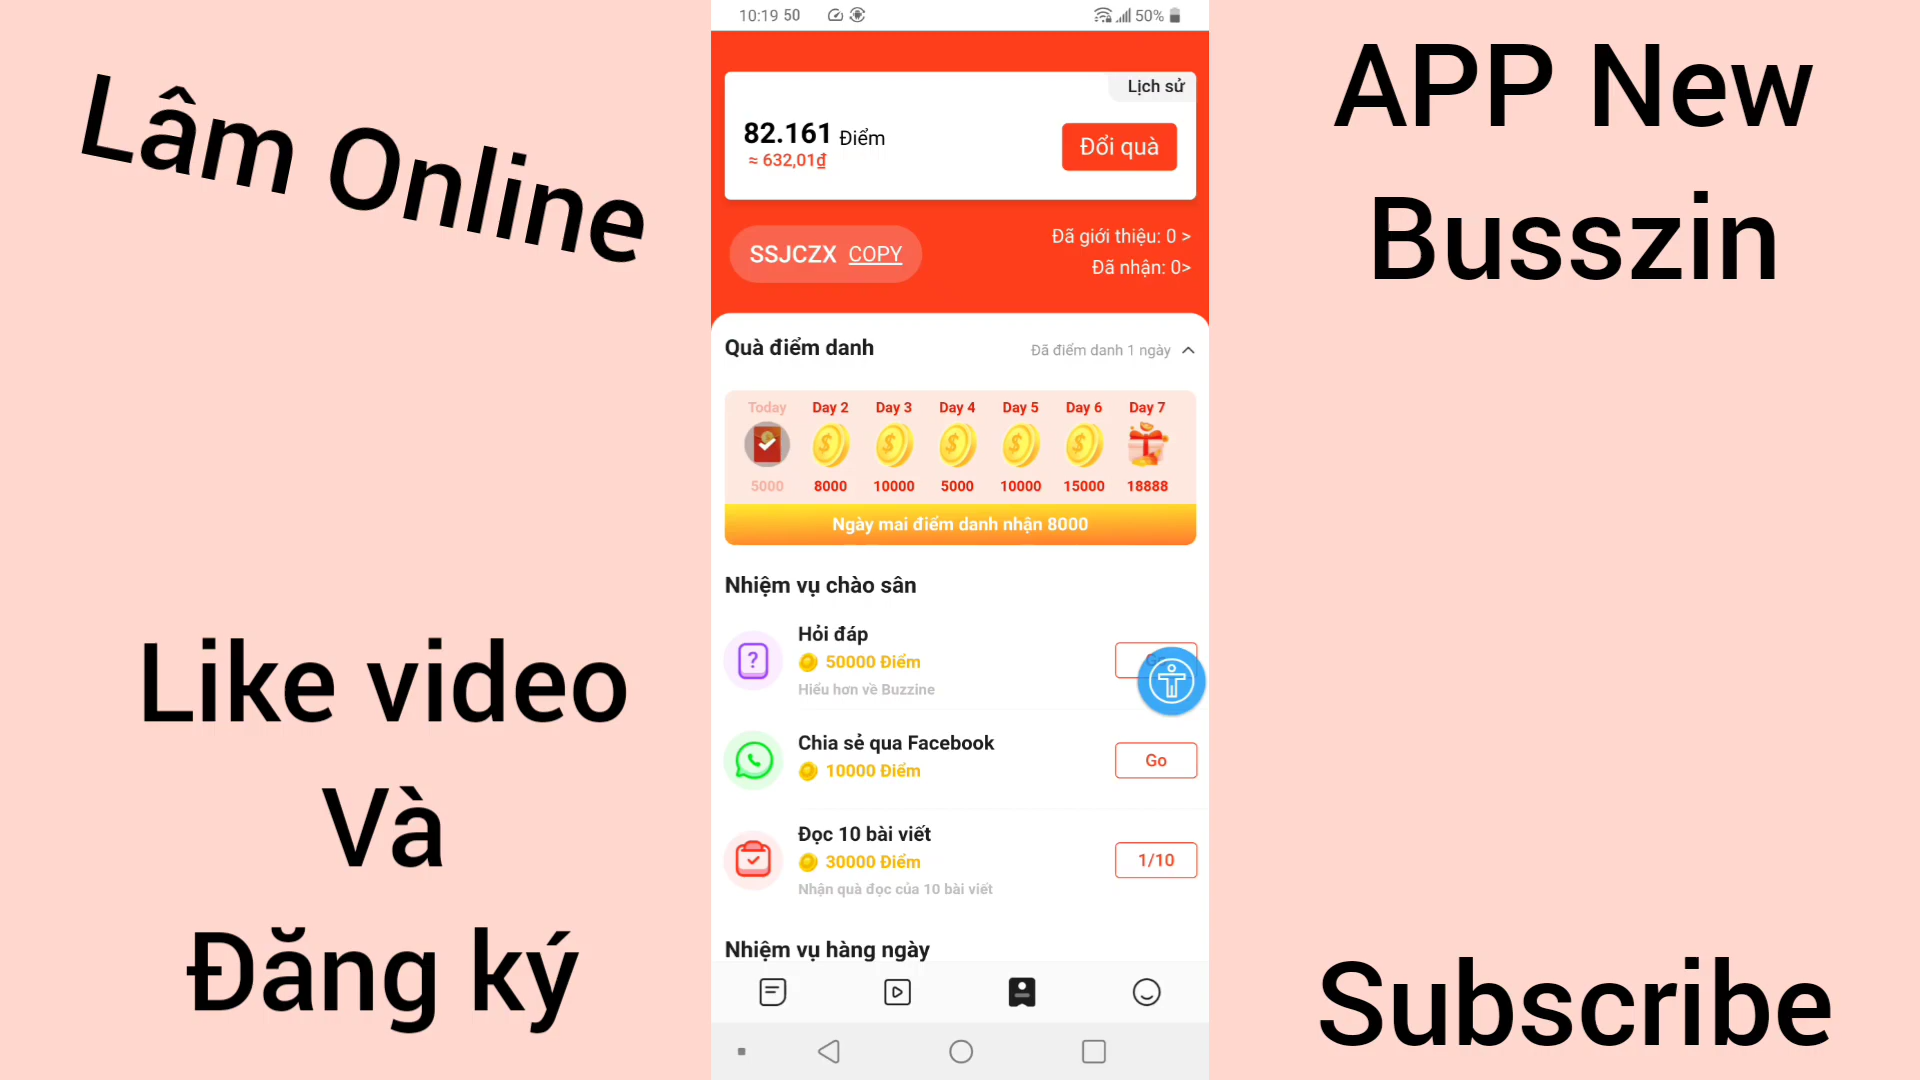 Lâm Online
Like video
Và
Đăng ký
10:19 50
50%
Lịch sử
82.161 Điểm
≈ 632,01₫
Đổi quà
SSJCZX COPY
Đã giới thiệu: 0 >
Đã nhận: 0>
Quà điểm danh
Đã điểm danh 1 ngày
Today Day 2 Day 3 Day 4 Day 5 Day 6 Day 7
5000 8000 10000 5000 10000 15000 18888
Ngày mai điểm danh nhận 8000
Nhiệm vụ chào sân
Hỏi đáp
50000 Điểm
Hiểu hơn về Buzzine
Chia sẻ qua Facebook
10000 Điểm
Go
Đọc 10 bài viết
30000 Điểm
Nhận quà đọc của 10 bài viết
1/10
Nhiệm vụ hàng ngày
APP New
Busszin
Subscribe